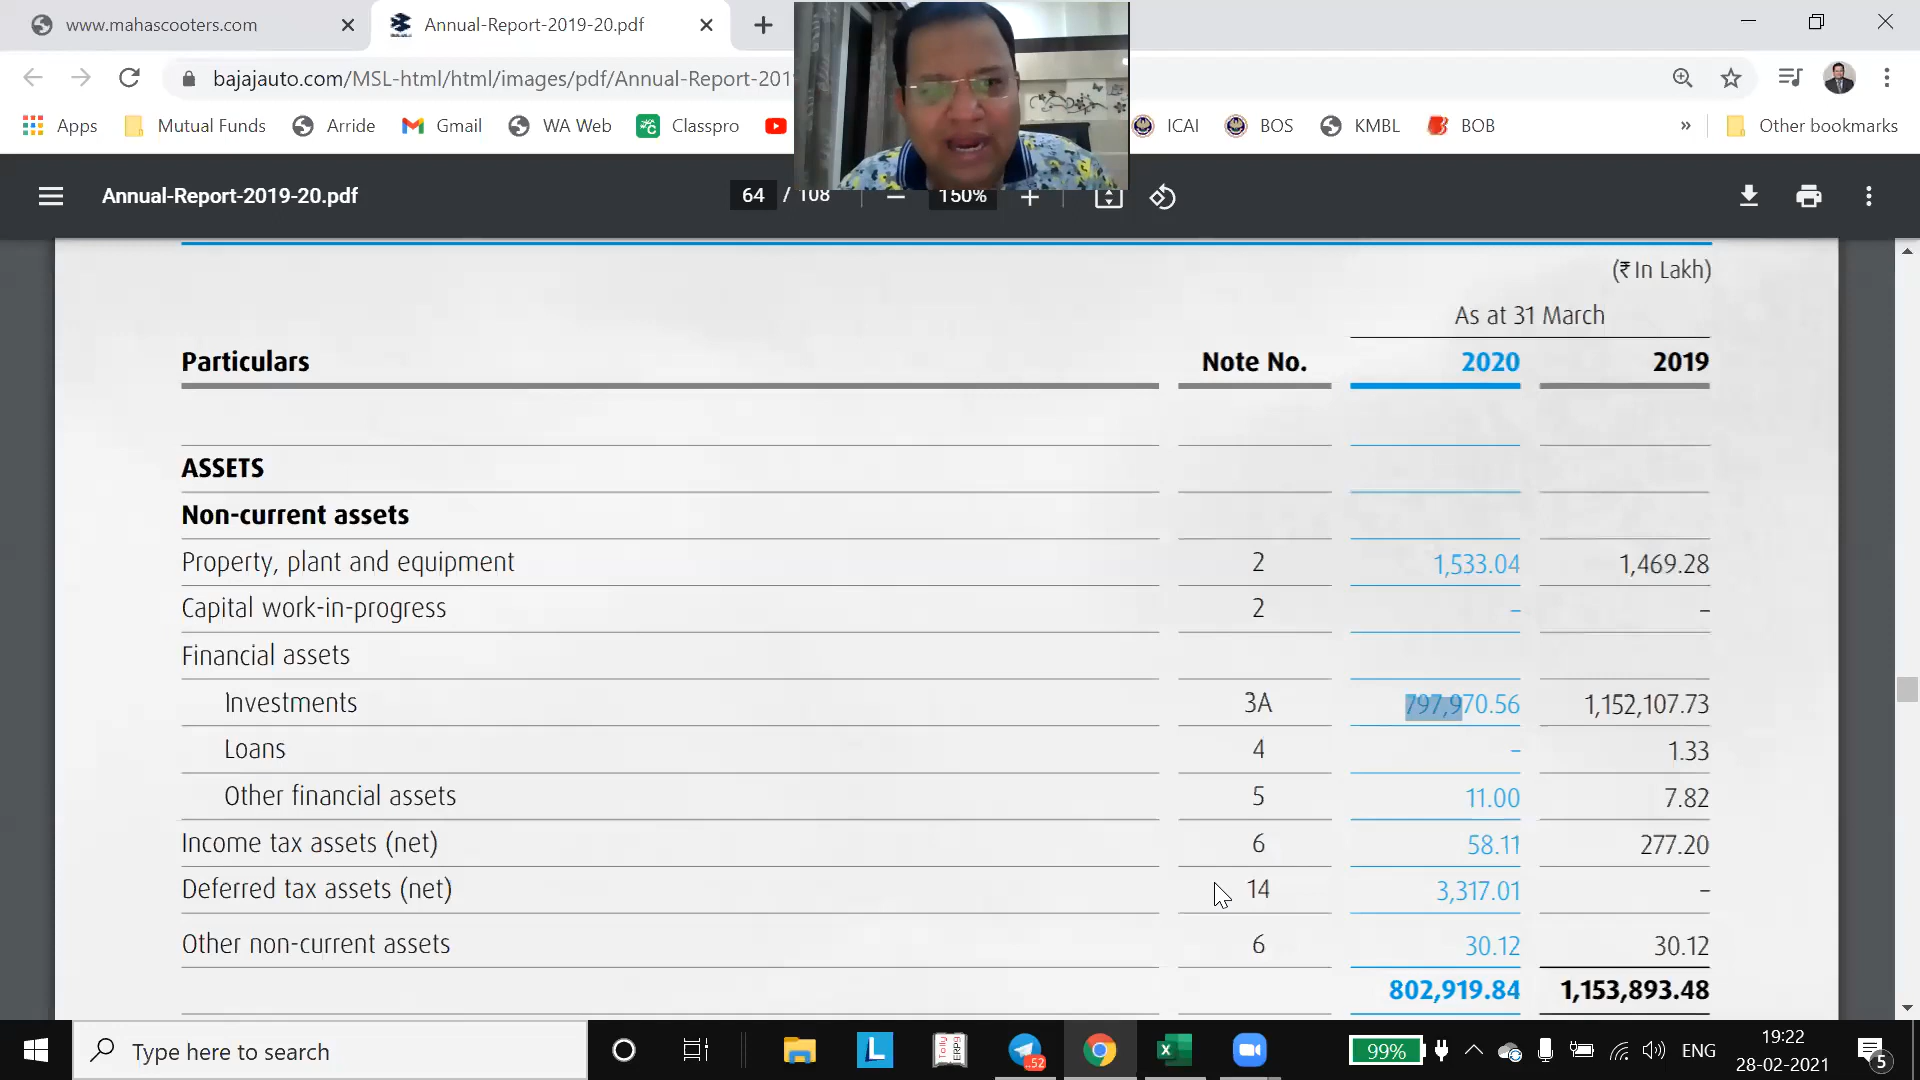 www.mahascooters.com
Annual-Report-2019-20.pdf
bajajauto.com/MSL-html/html/images/pdf/Annual-Report-201
Apps Mutual Funds Arride Gmail WA Web Classpro ICAI BOS KMBL BOB » Other bookmarks
Annual-Report-2019-20.pdf 64 / 108 150%
(₹ In Lakh)
As at 31 March
Particulars Note No. 2020 2019
ASSETS
Non-current assets
Property, plant and equipment 2 1,533.04 1,469.28
Capital work-in-progress 2 – –
Financial assets
Investments 3A 797,970.56 1,152,107.73
Loans 4 – 1.33
Other financial assets 5 11.00 7.82
Income tax assets (net) 6 58.11 277.20
Deferred tax assets (net) 14 3,317.01 –
Other non-current assets 6 30.12 30.12
802,919.84 1,153,893.48
Type here to search
L
Tally ERP9
..52
99%
ENG
19:22
28-02-2021
5